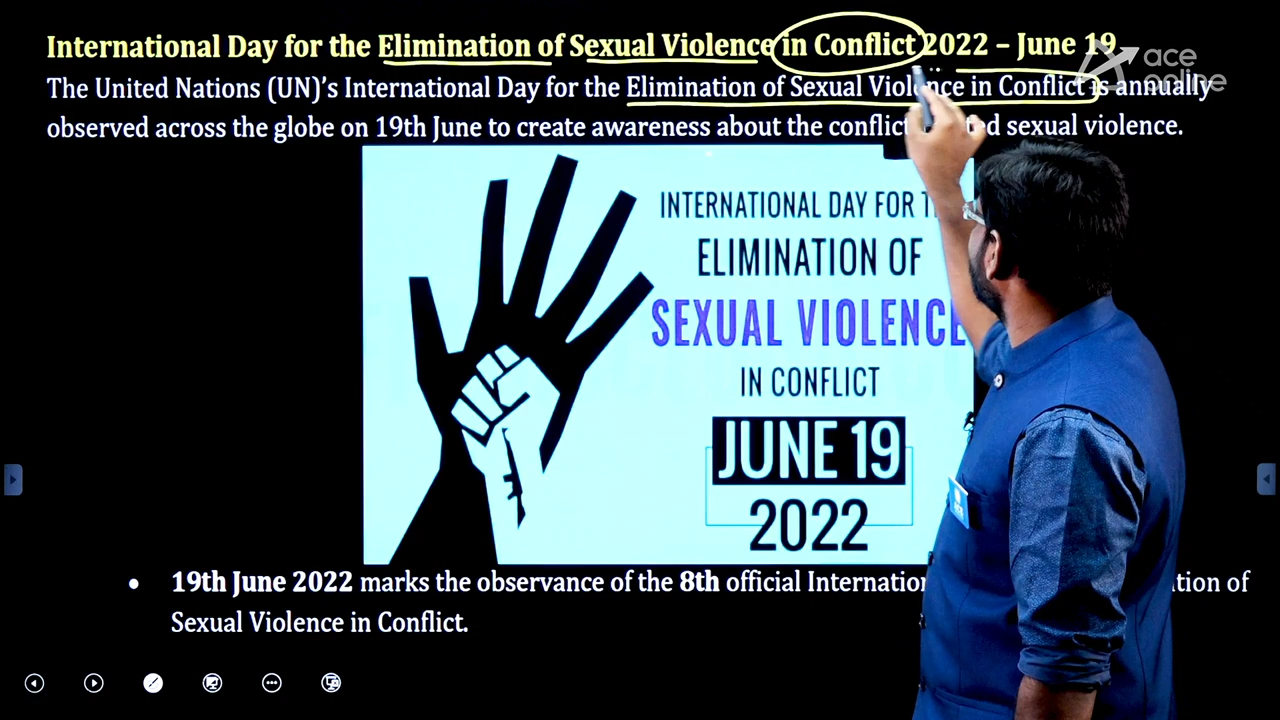 International Day for the Elimination of Sexual Violence in Conflict 2022 – June 19
ace
online
The United Nations (UN)'s International Day for the Elimination of Sexual Violence in Conflict is annually
observed across the globe on 19th June to create awareness about the conflict sexual violence.
INTERNATIONAL DAY FOR
ELIMINATION OF
SEXUAL VIOLENCE
IN CONFLICT
JUNE 19
2022
• 19th June 2022 marks the observance of the 8th official of
Sexual Violence in Conflict.